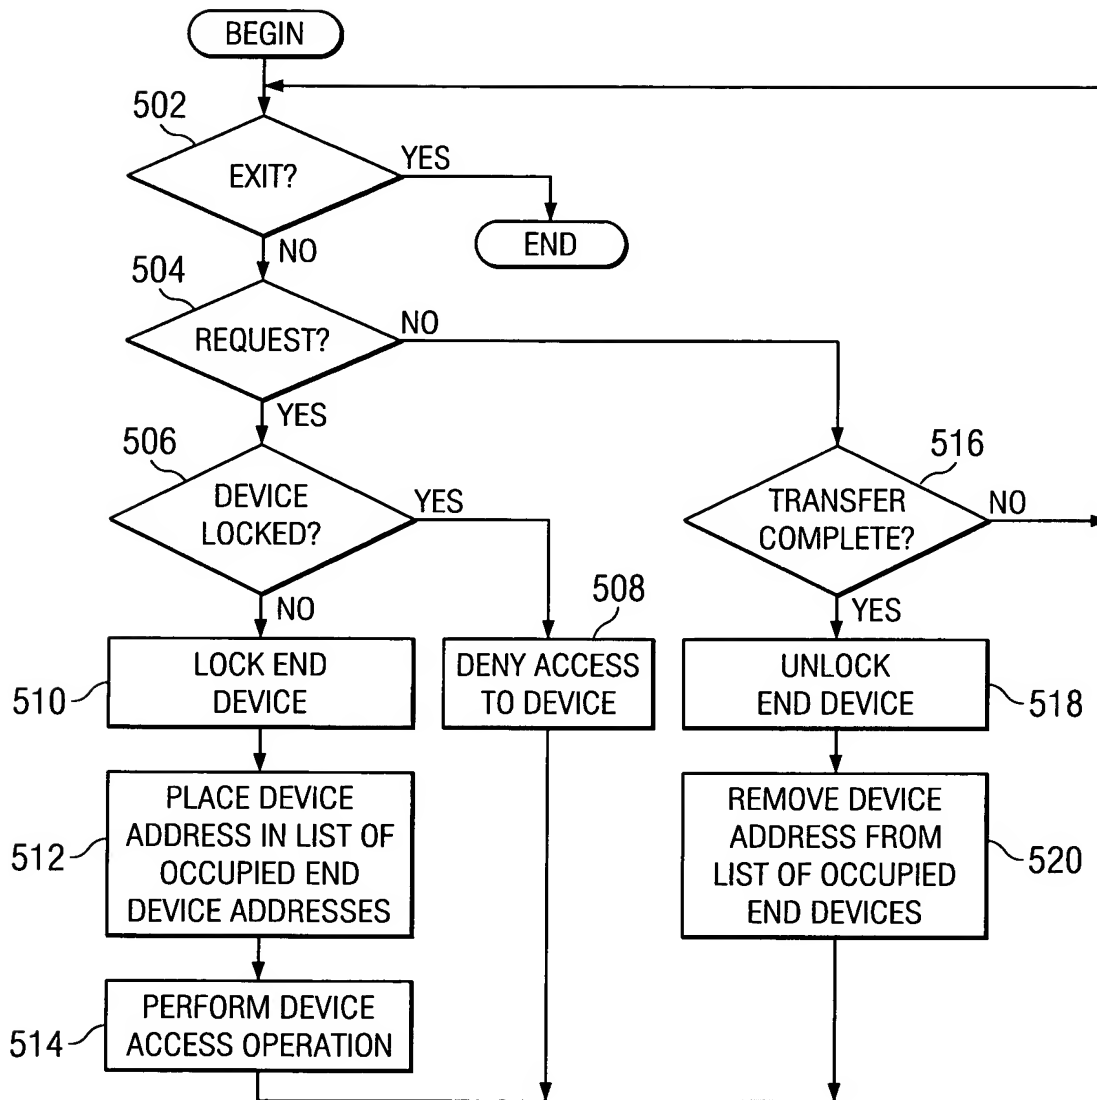 BEGIN
502
EXIT?
YES
END
NO
504
REQUEST?
NO
YES
506
DEVICE
LOCKED?
YES
516
TRANSFER
COMPLETE?
NO
NO
508
YES
510
LOCK END
DEVICE
DENY ACCESS
TO DEVICE
UNLOCK
END DEVICE
518
512
PLACE DEVICE
ADDRESS IN LIST OF
OCCUPIED END
DEVICE ADDRESSES
REMOVE DEVICE
ADDRESS FROM
LIST OF OCCUPIED
END DEVICES
520
514
PERFORM DEVICE
ACCESS OPERATION